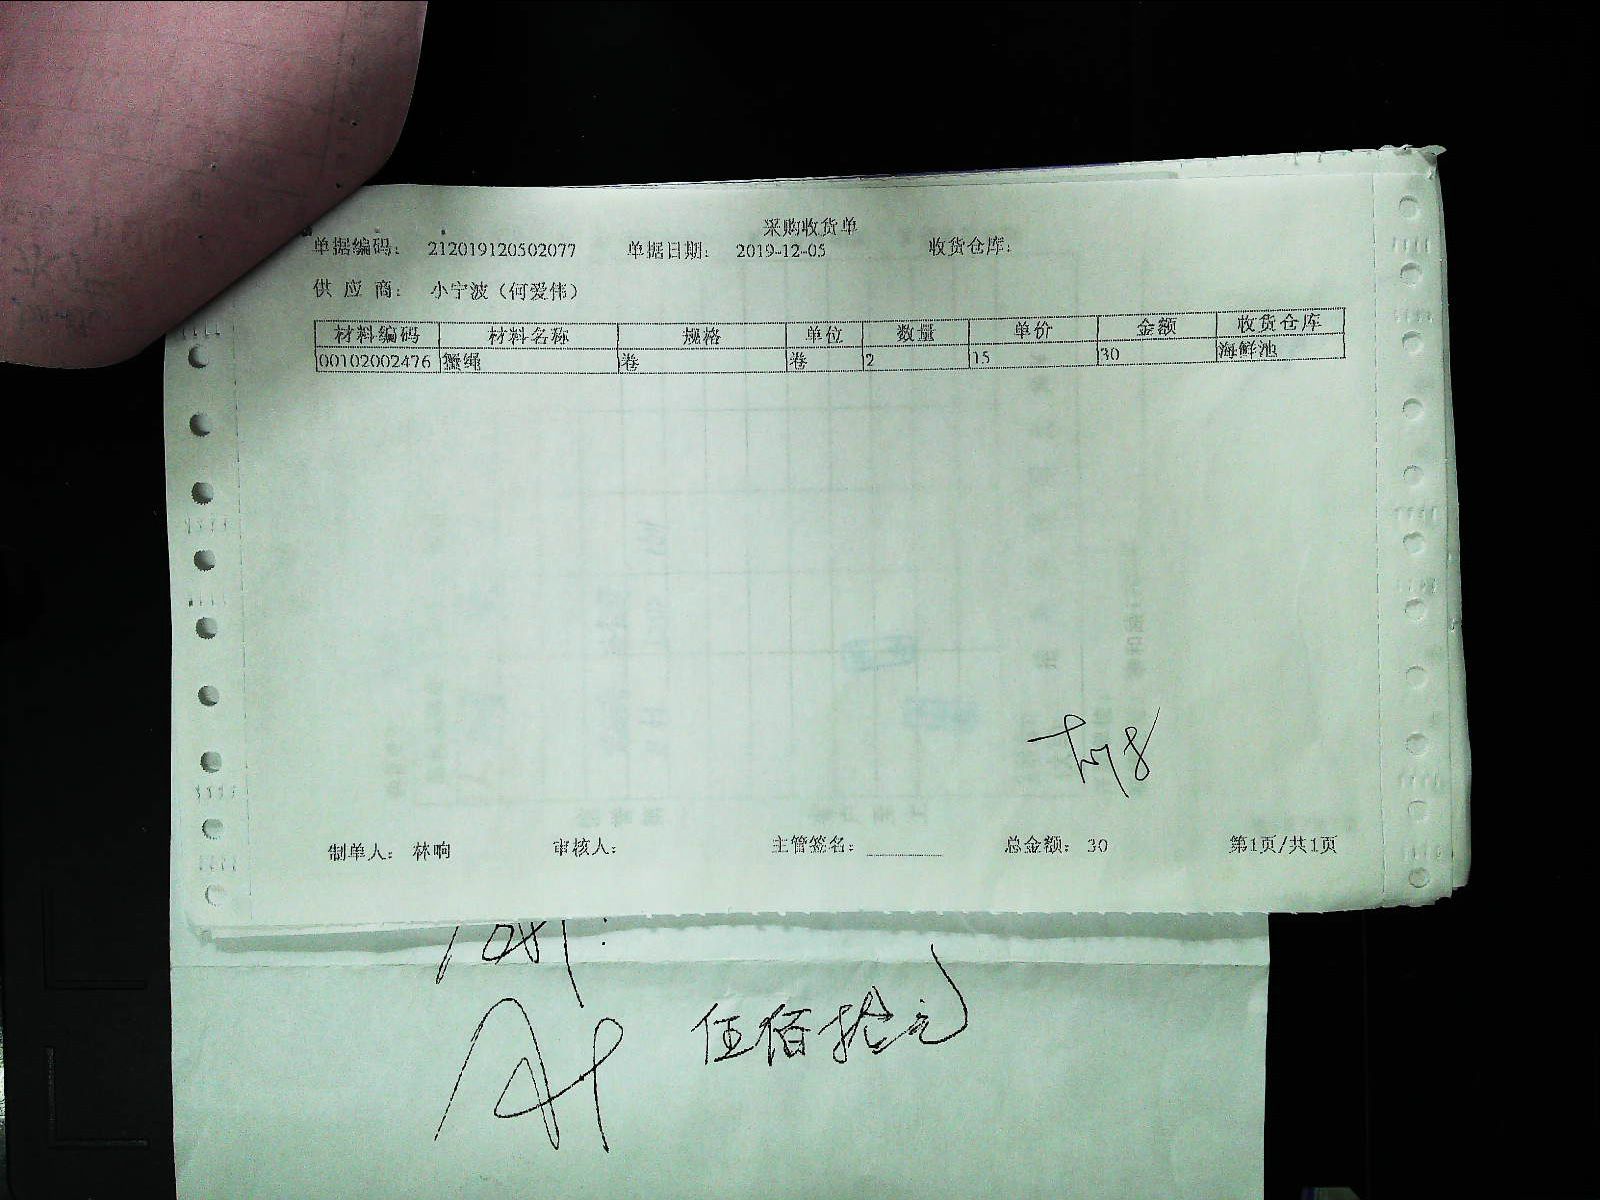 采购收货单
单据编码： 212019120502077 单据日期： 2019-12-05 收货仓库：
供 应 商： 小宁波（何爱伟）
材料编码 材料名称 规格 单位 数量 单价 金额 收货仓库
00102002476 蟹绳 卷 卷 2 15 30 海鲜池
制单人： 林响 审核人： 主管签名： 总金额： 30 第1页/共1页
伍佰拾元